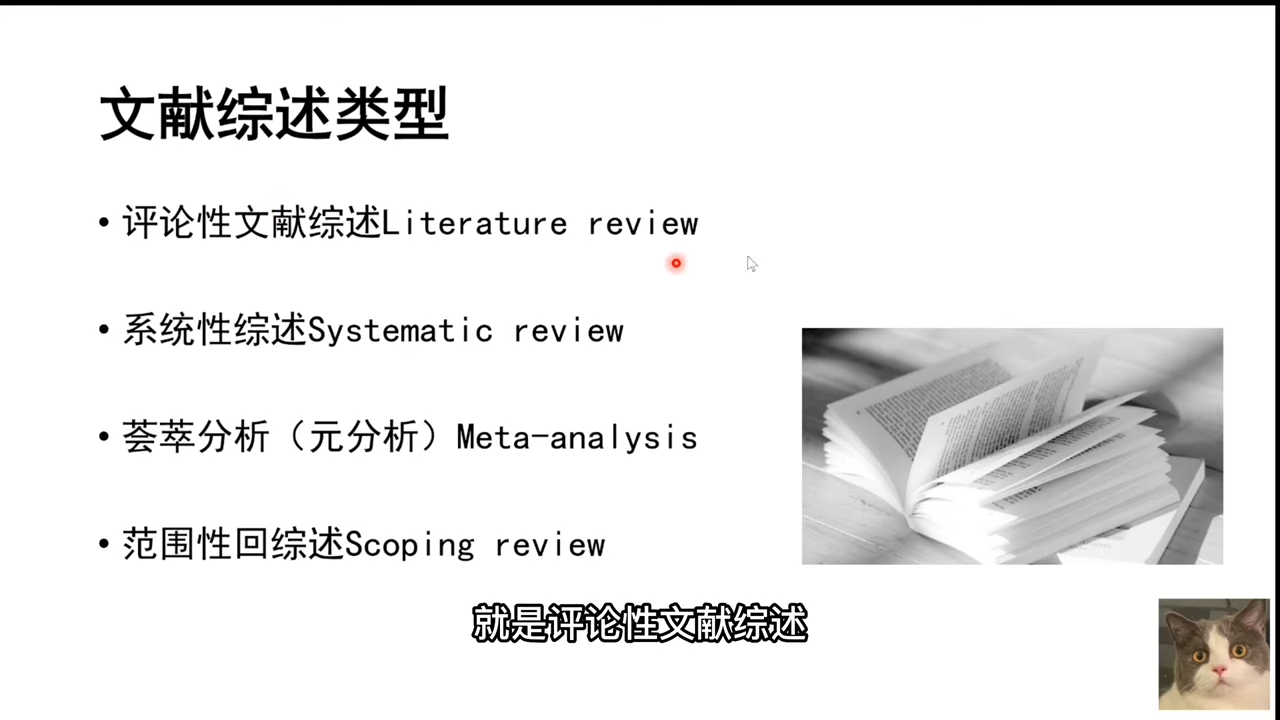 文献综述类型
• 评论性文献综述Literature review
• 系统性综述Systematic review
• 荟萃分析（元分析）Meta-analysis
• 范围性回综述Scoping review
就是评论性文献综述